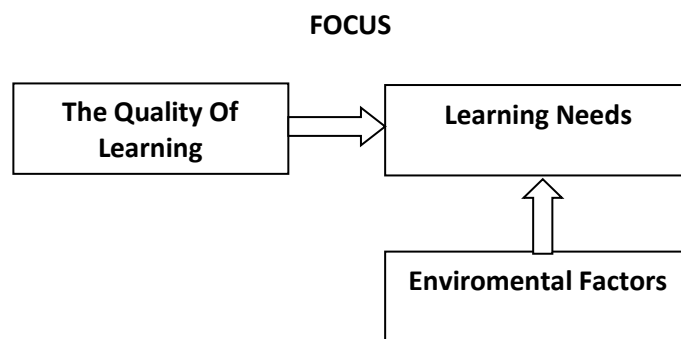 FOCUS
The Quality Of
Learning
Learning Needs
Enviromental Factors